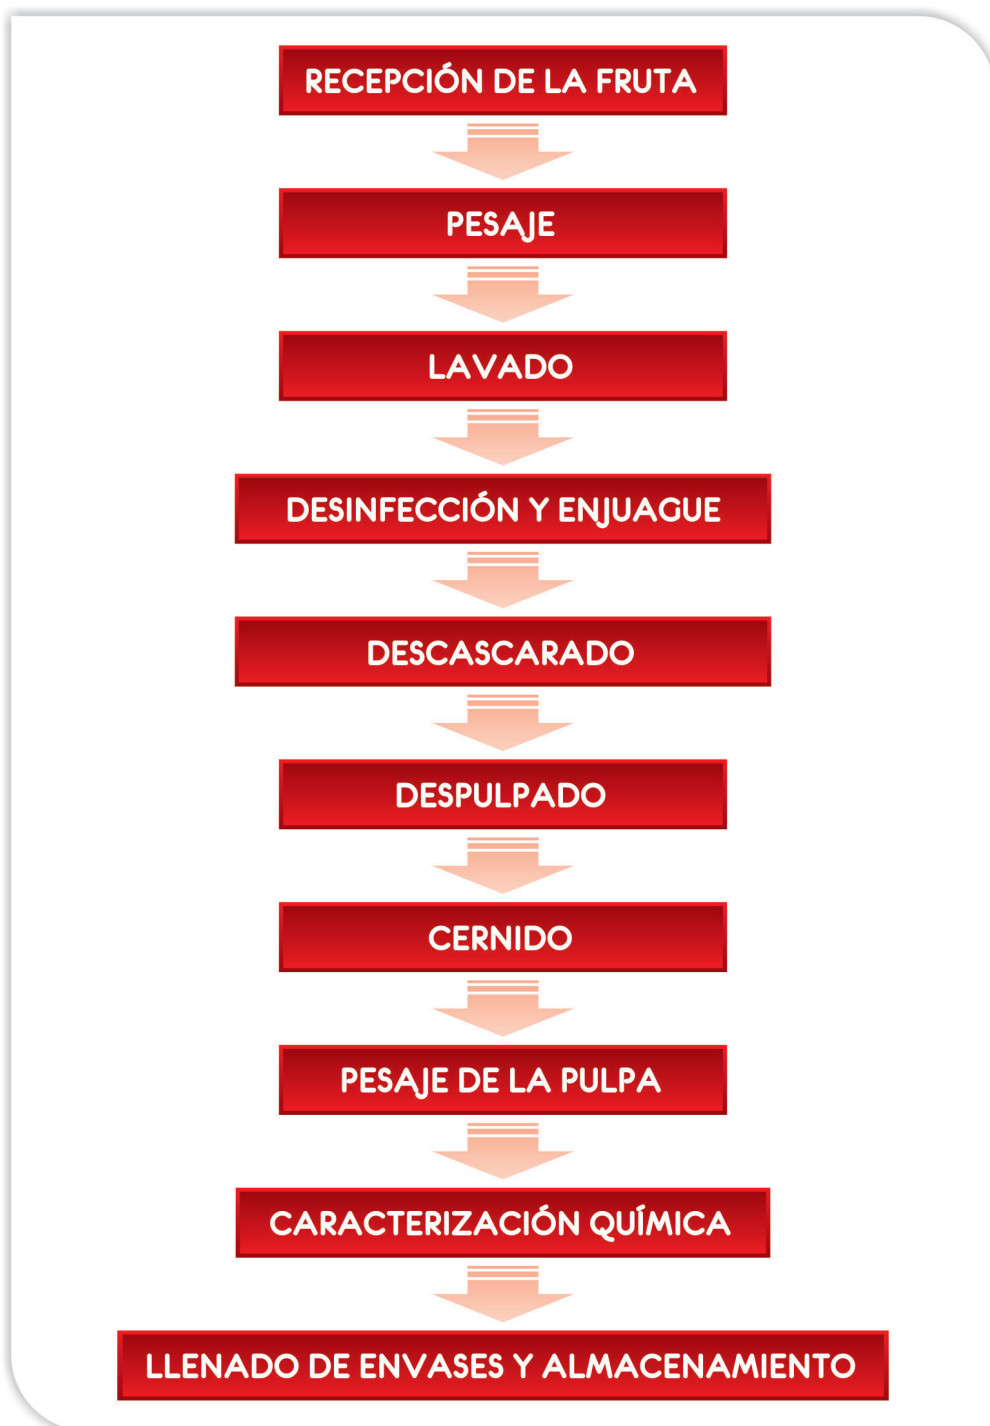 RECEPCIÓN DE LA FRUTA
PESAJE
LAVADO
DESINFECCIÓN Y ENJUAGUE
DESCASCARADO
DESPULPADO
CERNIDO
PESAJE DE LA PULPA
CARACTERIZACIÓN QUÍMICA
LLENADO DE ENVASES Y ALMACENAMIENTO